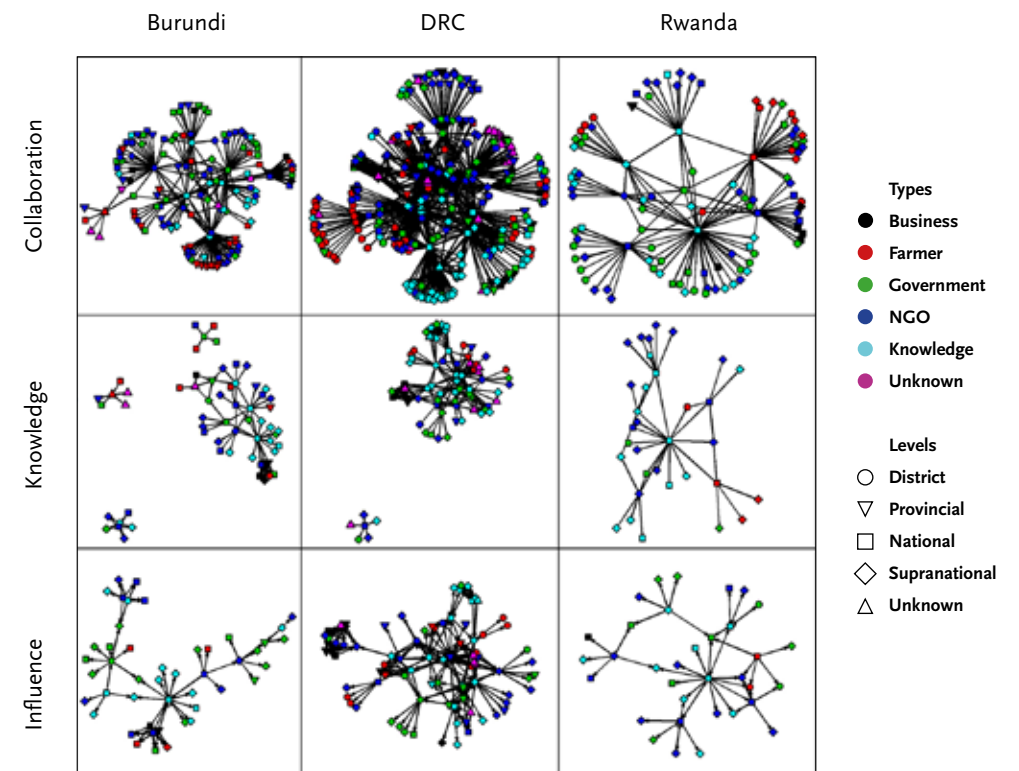 Burundi DRC Rwanda
Collaboration
Knowledge
Influence
Types
Business
Farmer
Government
NGO
Knowledge
Unknown
Levels
District
Provincial
National
Supranational
Unknown